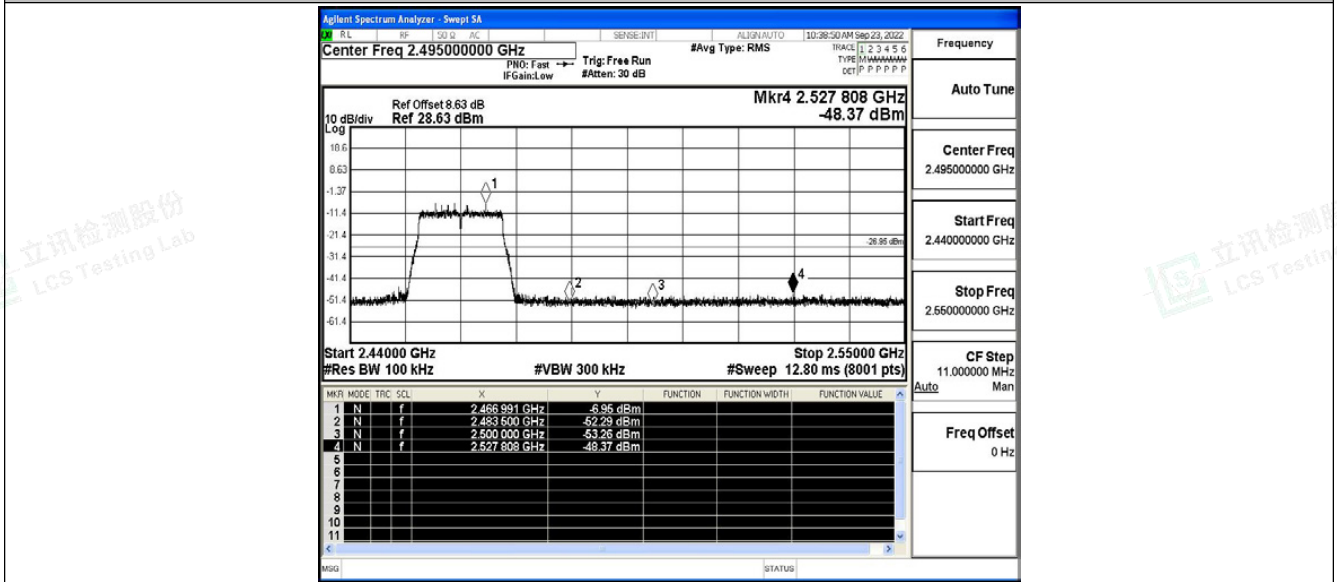 Agilent Spectrum Analyzer - Swept SA
RL RF 50 Ω AC SENSE:INT ALIGN AUTO 10:38:50 AM Sep 23, 2022
Center Freq 2.495000000 GHz
PNO: Fast
IFGain:Low
Trig: Free Run
#Atten: 30 dB
#Avg Type: RMS
TRACE 1 2 3 4 5 6
TYPE M
DET P P P P P P
Ref Offset 8.63 dB
10 dB/div Ref 28.63 dBm
Log
Mkr4 2.527 808 GHz
-48.37 dBm
18.6
8.63
-1.37
-11.4
-21.4
-31.4
-41.4
-51.4
-61.4
1
2
3
4
-26.95 dBm
Start 2.44000 GHz Stop 2.55000 GHz
#Res BW 100 kHz #VBW 300 kHz #Sweep 12.80 ms (8001 pts)
MKR MODE TRC SCL X Y FUNCTION FUNCTION WIDTH FUNCTION VALUE
1 N f 2.466 991 GHz -6.95 dBm
2 N f 2.483 500 GHz -52.29 dBm
3 N f 2.500 000 GHz -53.26 dBm
4 N f 2.527 808 GHz -48.37 dBm
5
6
7
8
9
10
11
MSG STATUS
Frequency
Auto Tune
Center Freq
2.495000000 GHz
Start Freq
2.440000000 GHz
Stop Freq
2.550000000 GHz
CF Step
11.000000 MHz
Auto Man
Freq Offset
0 Hz
立讯检测股份
LCS Testing Lab
立讯检测
LCS Testin